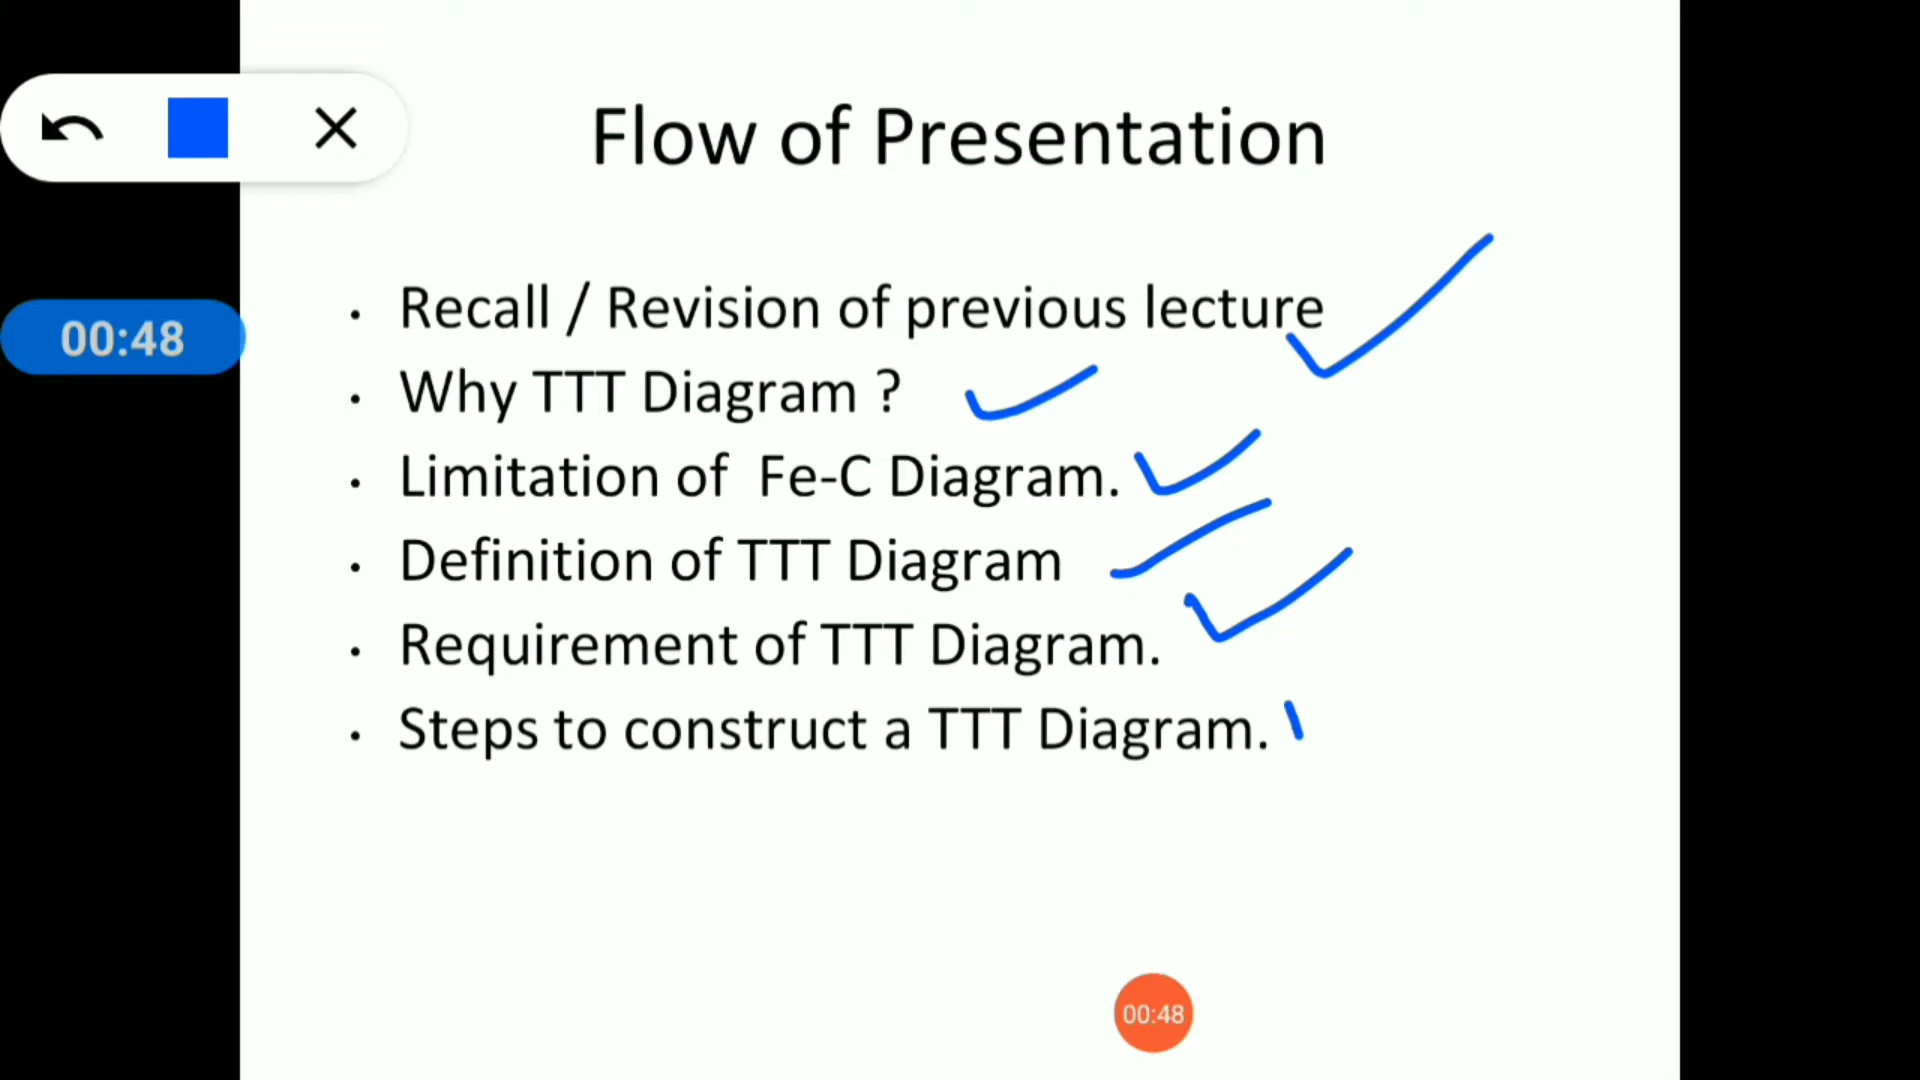 Flow of Presentation
00:48
• Recall / Revision of previous lecture
• Why TTT Diagram ?
• Limitation of Fe-C Diagram.
• Definition of TTT Diagram
• Requirement of TTT Diagram.
• Steps to construct a TTT Diagram.
00:48